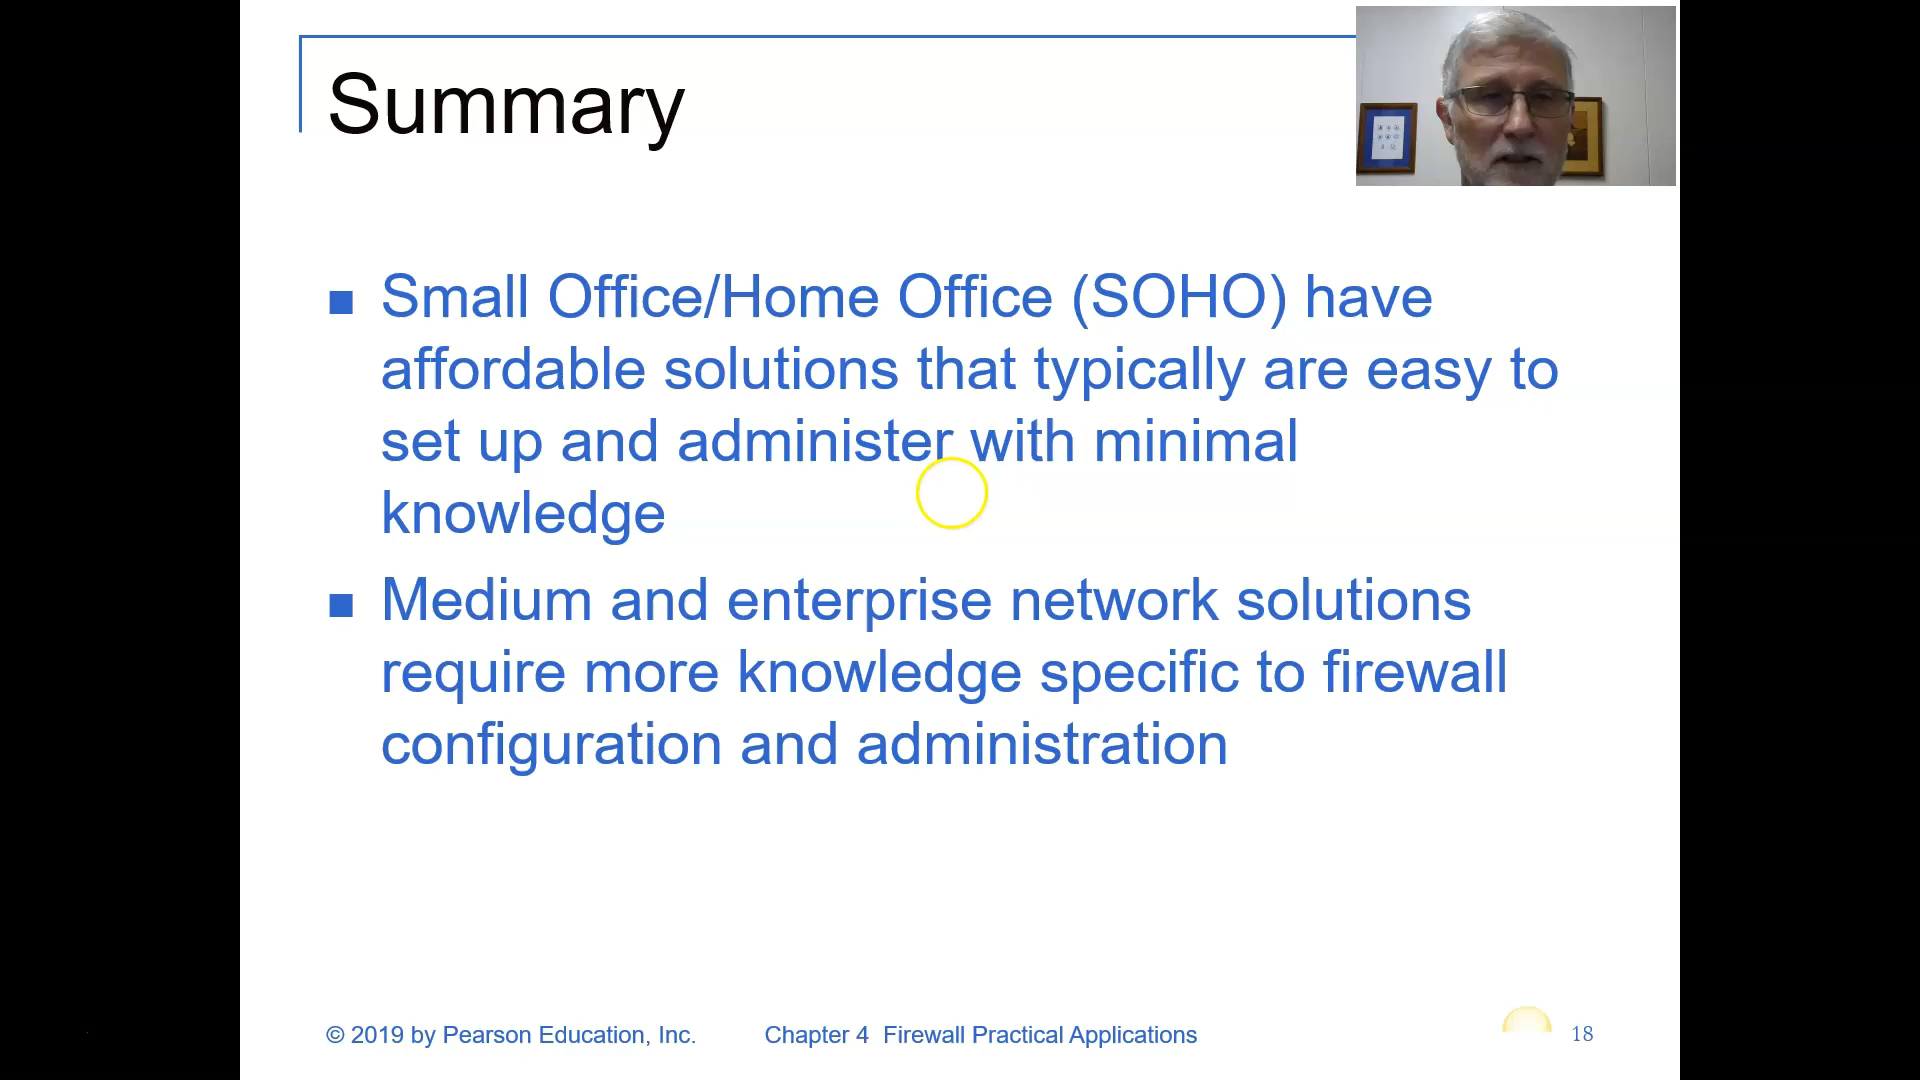 Summary
■ Small Office/Home Office (SOHO) have
affordable solutions that typically are easy to
set up and administer with minimal
knowledge
■ Medium and enterprise network solutions
require more knowledge specific to firewall
configuration and administration
© 2019 by Pearson Education, Inc. Chapter 4 Firewall Practical Applications 18